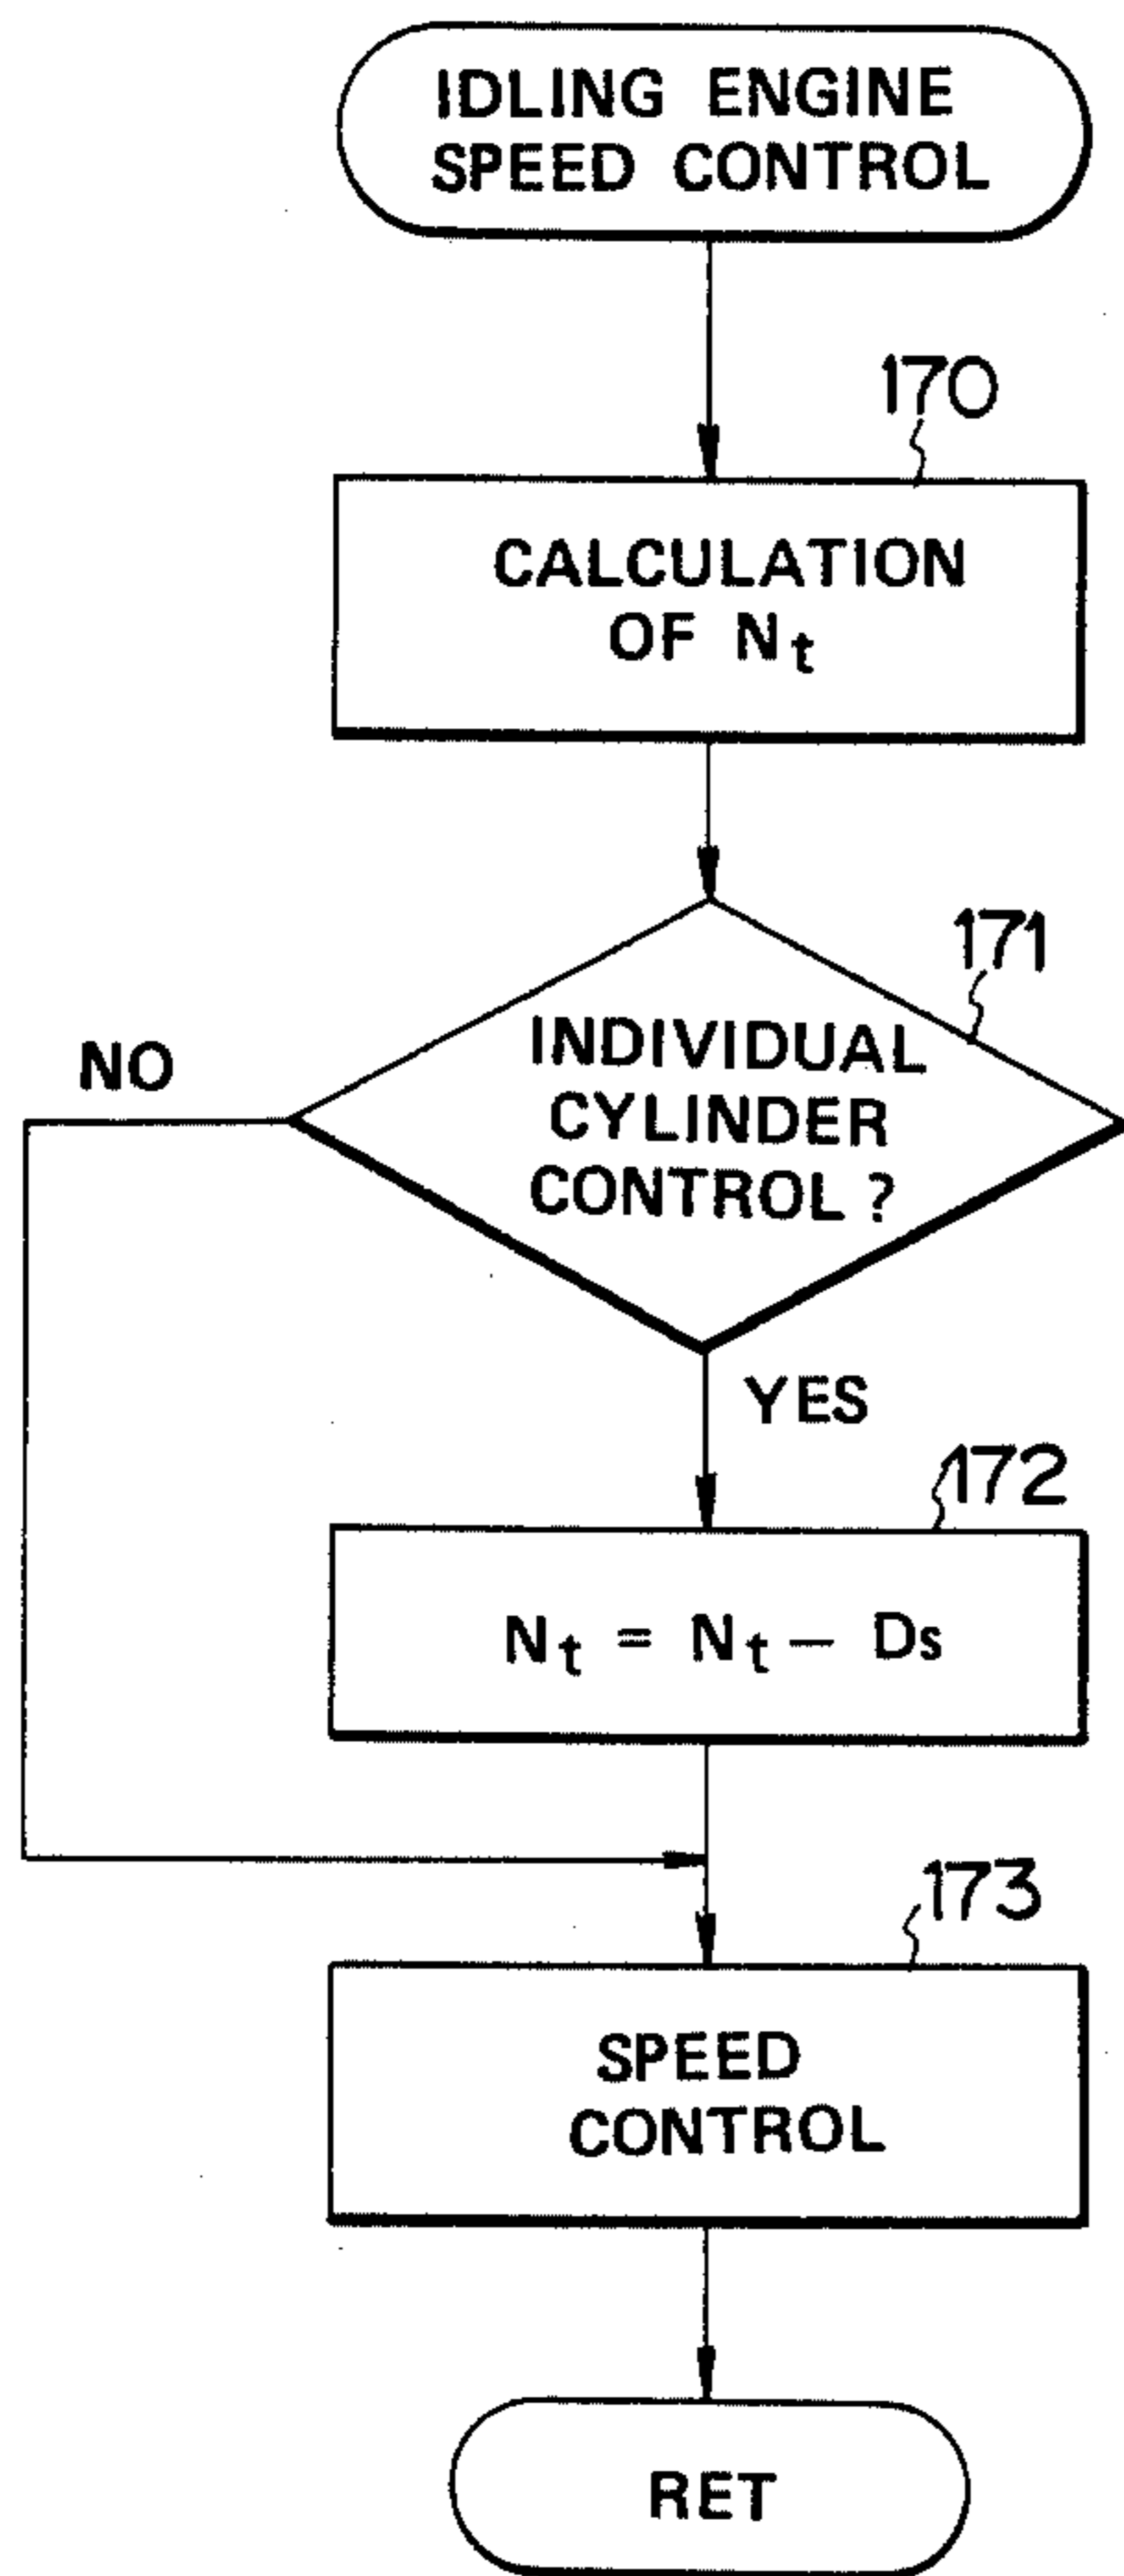 IDLING ENGINE
SPEED CONTROL
170
CALCULATION
OF Nt
171
NO
INDIVIDUAL
CYLINDER
CONTROL ?
YES
172
Nt = Nt – Ds
173
SPEED
CONTROL
RET